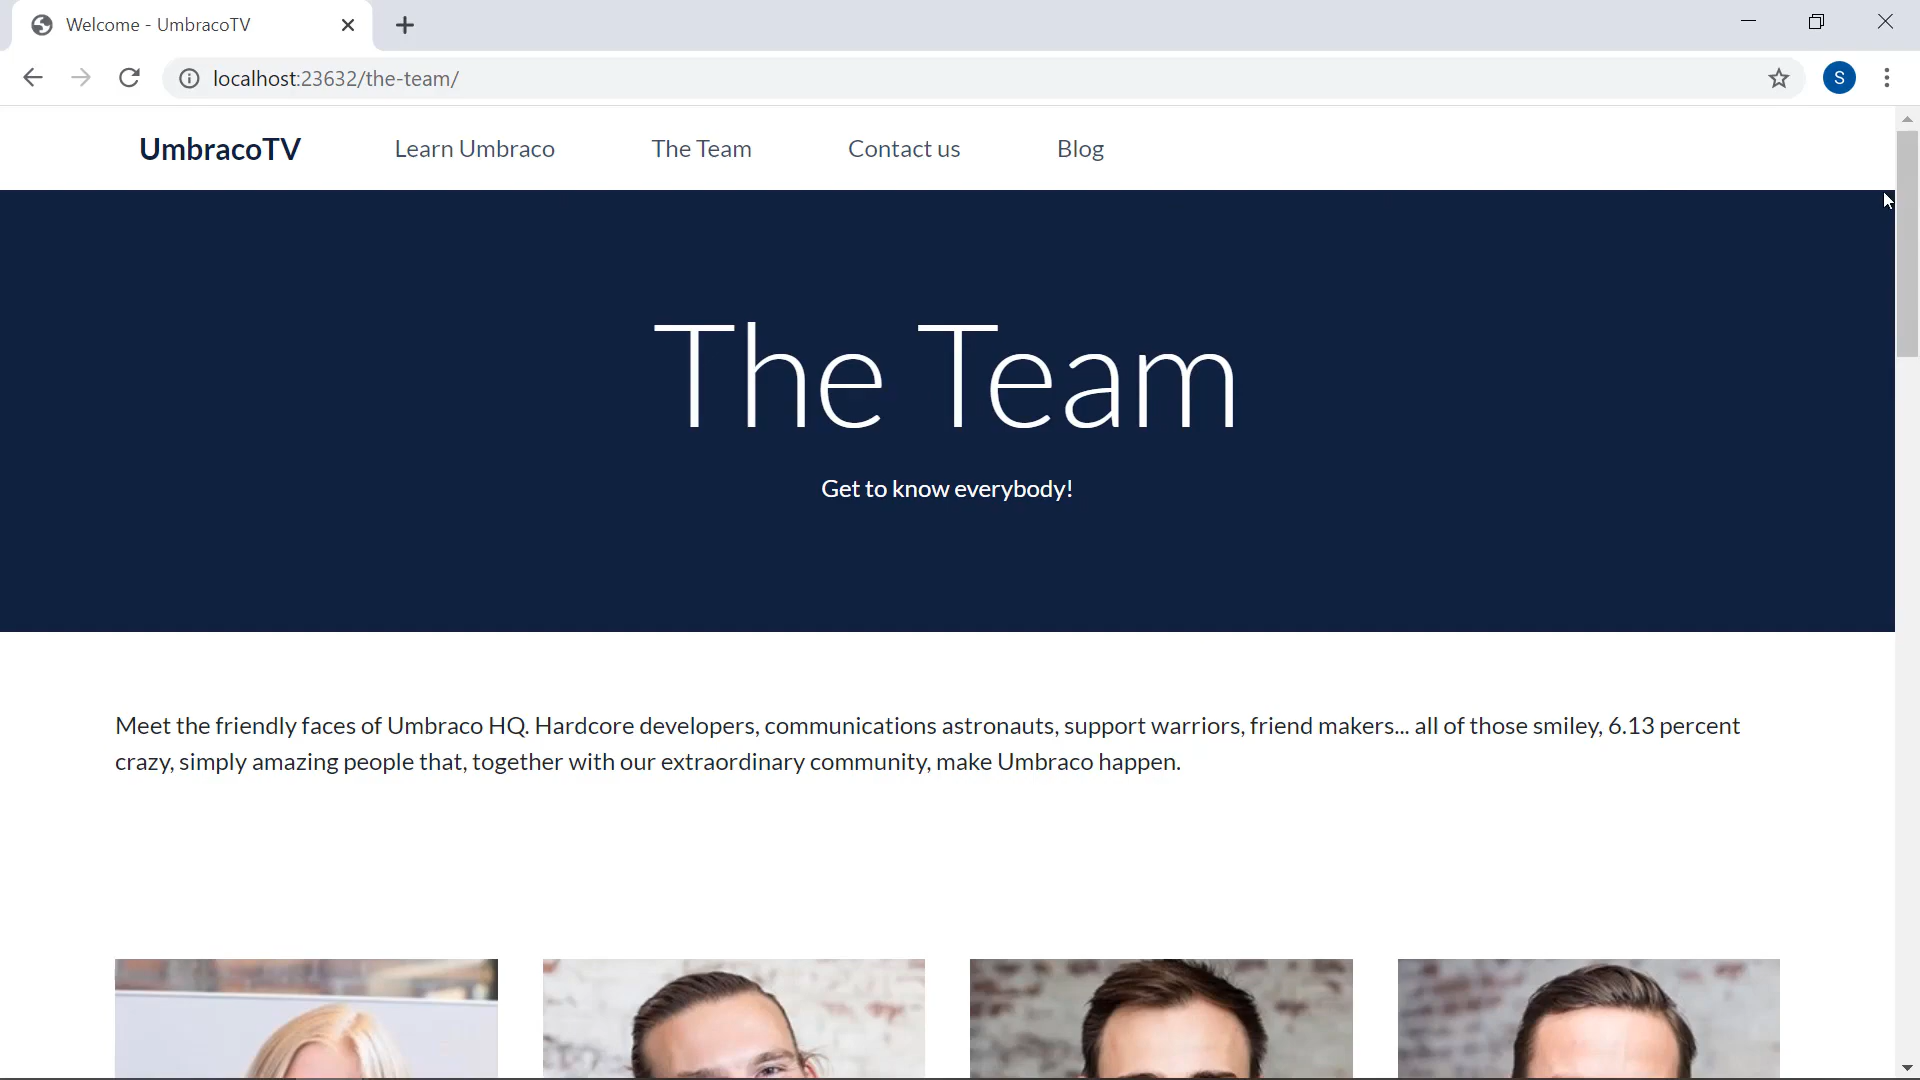 Welcome - UmbracoTV
localhost:23632/the-team/
S
UmbracoTV Learn Umbraco The Team Contact us Blog
The Team
Get to know everybody!
Meet the friendly faces of Umbraco HQ. Hardcore developers, communications astronauts, support warriors, friend makers... all of those smiley, 6.13 percent
crazy, simply amazing people that, together with our extraordinary community, make Umbraco happen.